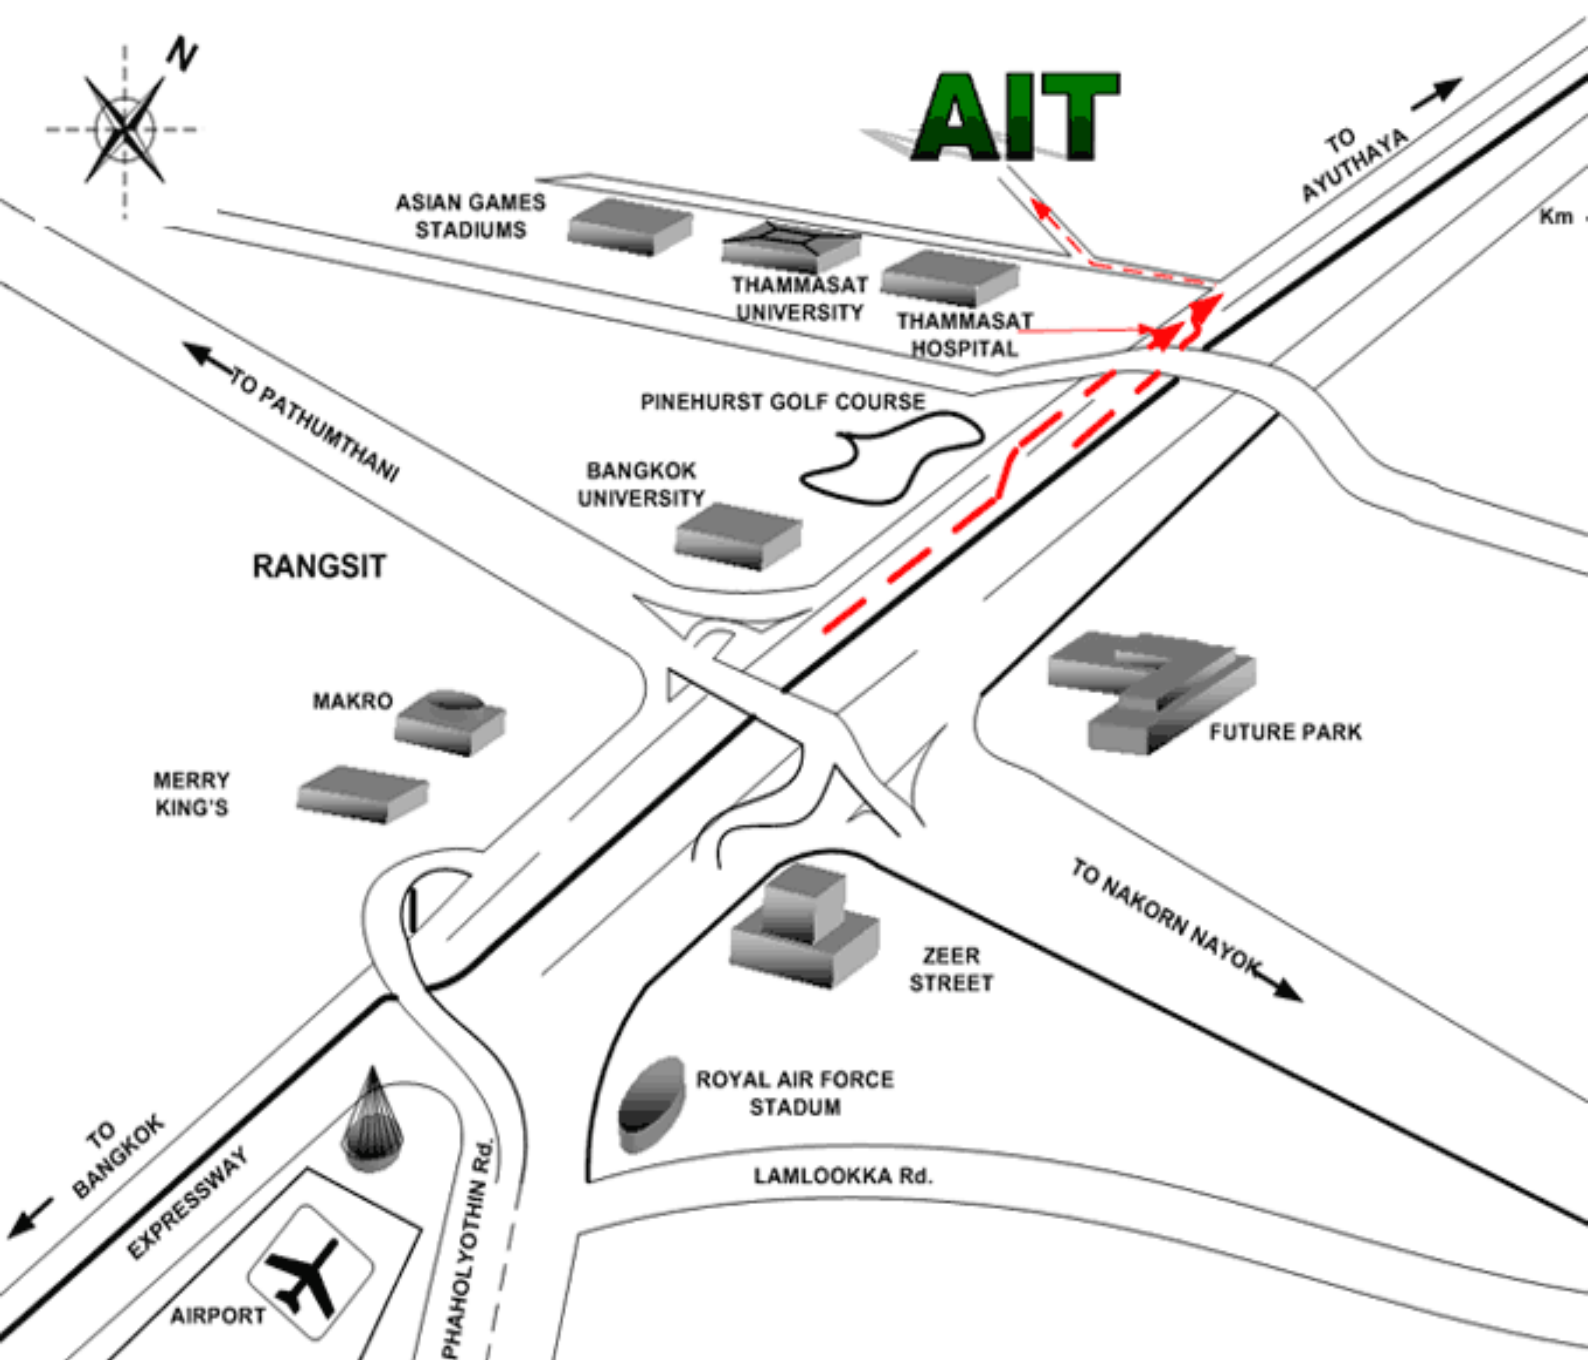 N
AIT
TO
AYUTHAYA
Km
ASIAN GAMES
STADIUMS
THAMMASAT
UNIVERSITY
THAMMASAT
HOSPITAL
TO PATHUMTHANI
PINEHURST GOLF COURSE
BANGKOK
UNIVERSITY
RANGSIT
MAKRO
MERRY
KING'S
FUTURE PARK
TO NAKORN NAYOK
ZEER
STREET
ROYAL AIR FORCE
STADUM
LAMLOOKKA Rd.
TO
BANGKOK
EXPRESSWAY
PHAHOLYOTHIN Rd.
AIRPORT